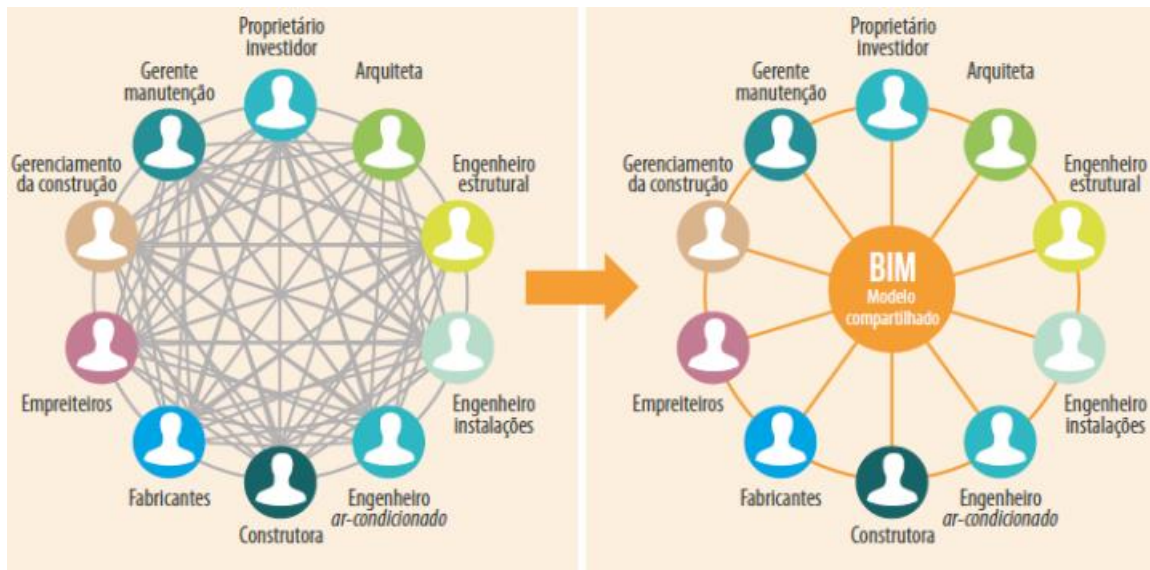 Proprietário
investidor
Gerente
manutenção
Arquiteta
Gerenciamento
da construção
Engenheiro
estrutural
Empreiteiros
Engenheiro
instalações
Fabricantes
Engenheiro
ar-condicionado
Construtora
Proprietário
investidor
Gerente
manutenção
Arquiteta
Gerenciamento
da construção
Engenheiro
estrutural
BIM
Modelo
compartilhado
Empreiteiros
Engenheiro
instalações
Fabricantes
Engenheiro
ar-condicionado
Construtora